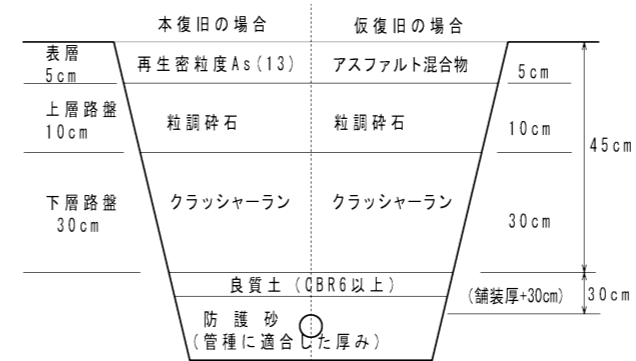 本復旧の場合 仮復旧の場合
表層
5cm
再生密粒度As(13) アスファルト混合物 5cm
上層路盤
10cm
粒調砕石 粒調砕石 10cm
45cm
下層路盤
30cm
クラッシャーラン クラッシャーラン 30cm
良質土(CBR6以上)
(舗装厚+30cm) 30cm
防護砂
(管種に適合した厚み)